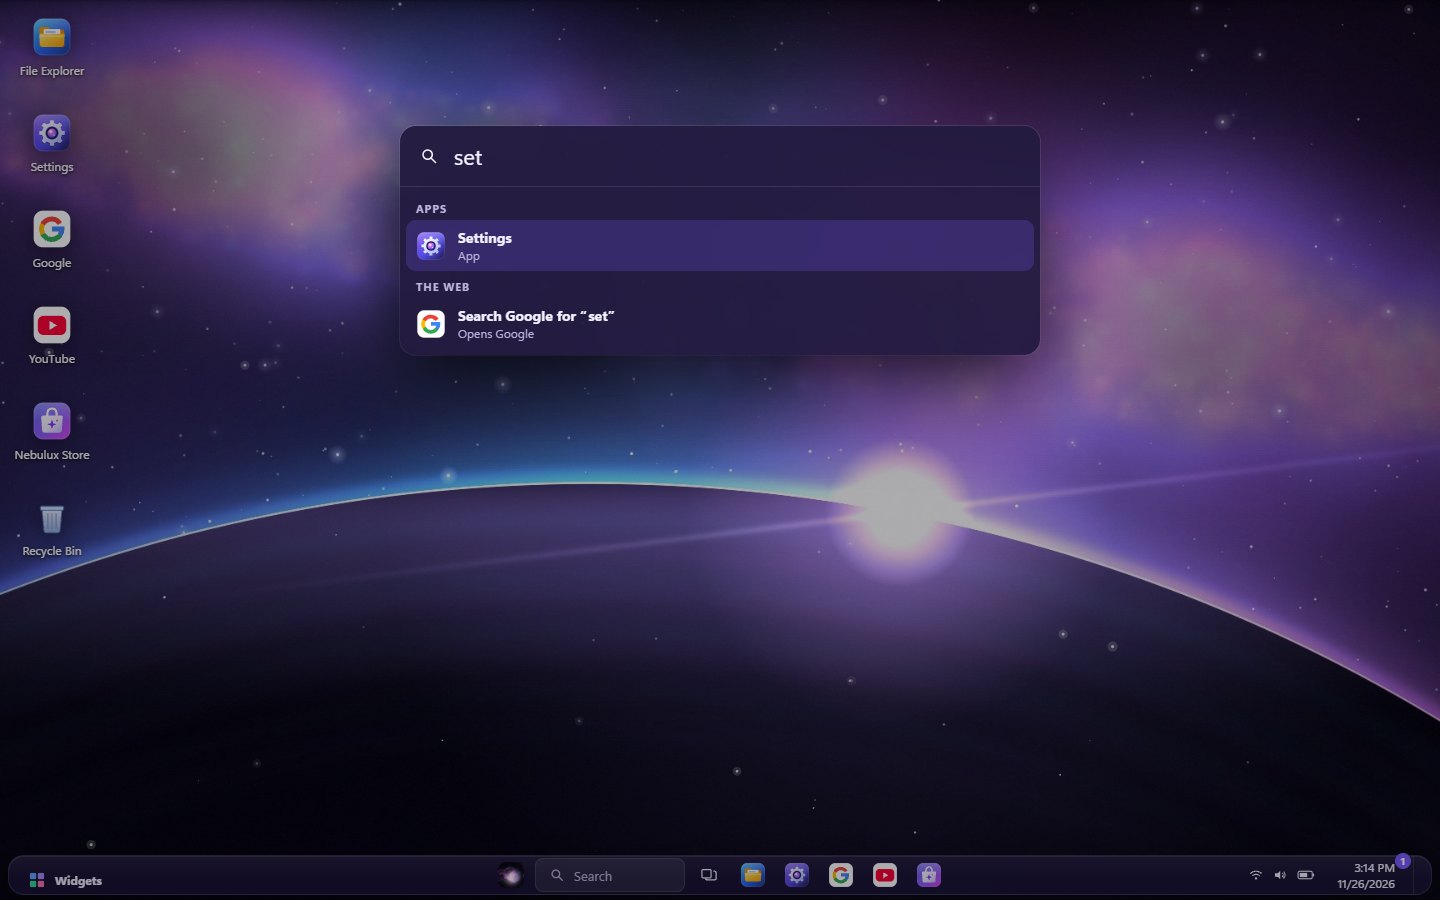 File Explorer
Settings
Google
YouTube
Nebulux Store
Recycle Bin
set
APPS
Settings
App
THE WEB
Search Google for “set”
Opens Google
Widgets
Search
3:14 PM
11/26/2026
1